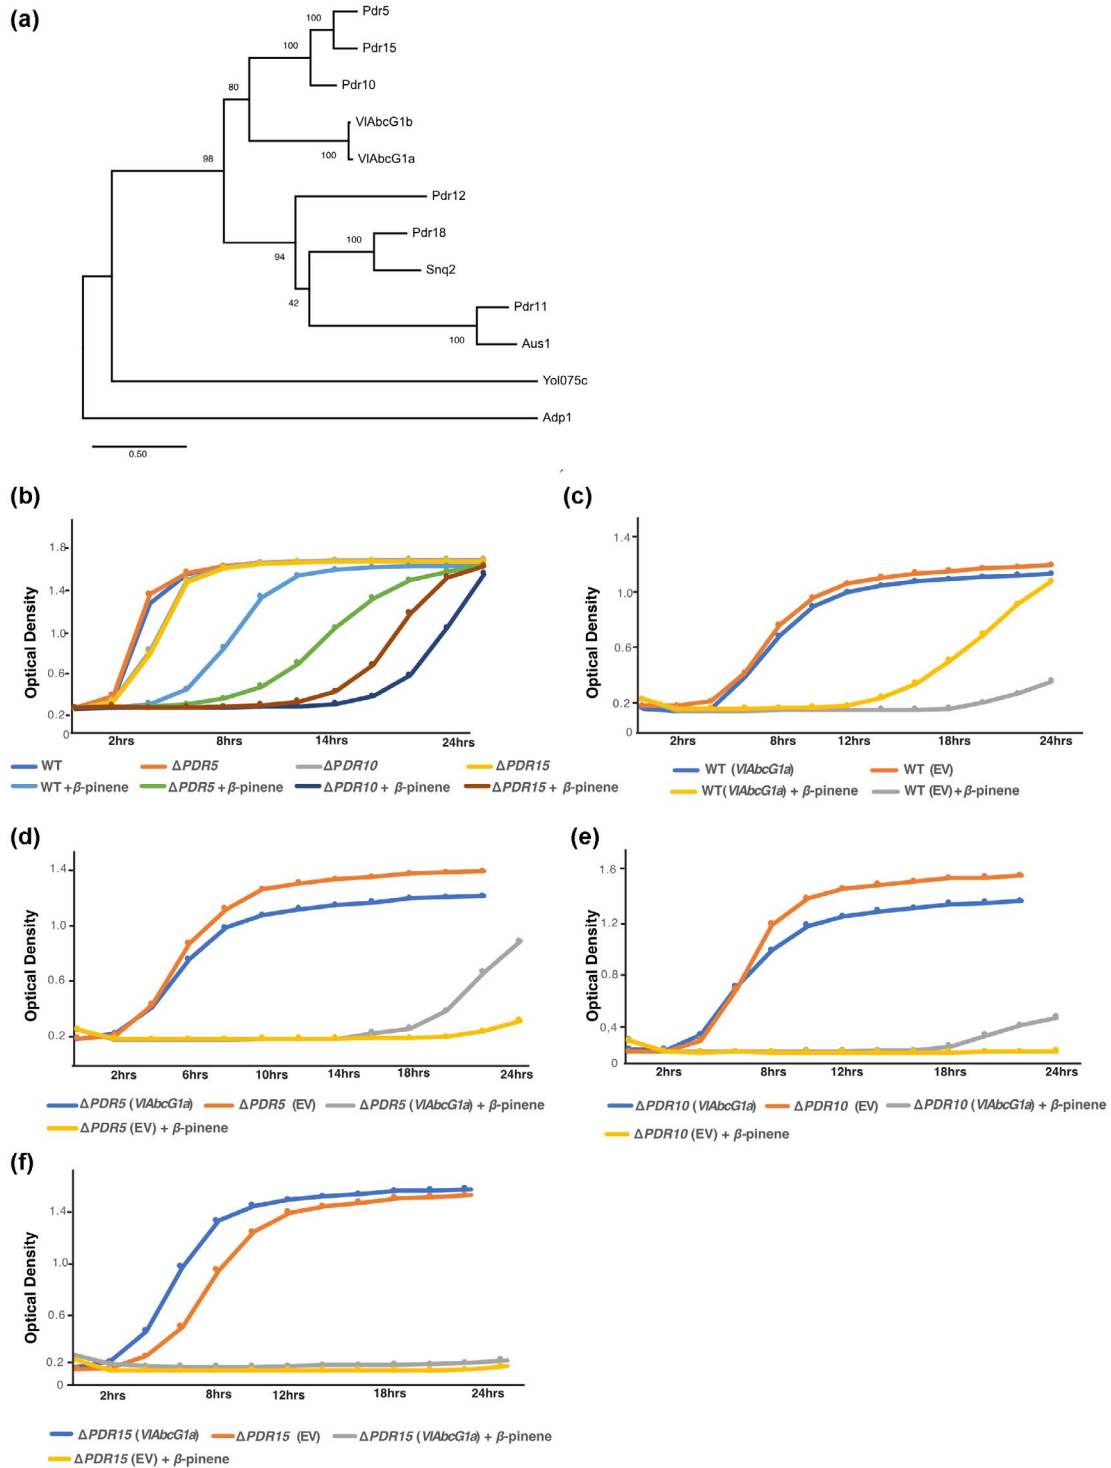 (a)
100
Pdr5
100
Pdr15
Pdr10
80
VlAbcG1b
100
VlAbcG1a
98
Pdr12
100
Pdr18
94
Snq2
42
Pdr11
100
Aus1
Yol075c
Adp1
0.50
(b)
Optical Density
1.8
1.4
1.0
0.6
0.2
0
2hrs 8hrs 14hrs 24hrs
WT ΔPDR5 ΔPDR10 ΔPDR15
WT +β-pinene ΔPDR5 + β-pinene ΔPDR10 + β-pinene ΔPDR15 + β-pinene
(c)
Optical Density
1.4
1.0
0.6
0.2
0
2hrs 8hrs 12hrs 18hrs 24hrs
WT (VlAbcG1a) WT (EV)
WT(VlAbcG1a) + β-pinene WT (EV)+β-pinene
(d)
Optical Density
1.4
1.0
0.6
0.2
2hrs 6hrs 10hrs 14hrs 18hrs 24hrs
ΔPDR5 (VlAbcG1a) ΔPDR5 (EV) ΔPDR5 (VlAbcG1a) + β-pinene
ΔPDR5 (EV) + β-pinene
(e)
Optical Density
1.6
1.2
0.8
0,4
0
2hrs 8hrs 12hrs 18hrs 24hrs
ΔPDR10 (VlAbcG1a) ΔPDR10 (EV) ΔPDR10 (VlAbcG1a) + β-pinene
ΔPDR10 (EV) + β-pinene
(f)
Optical Density
1.4
1.0
0.6
0.2
0
2hrs 8hrs 12hrs 18hrs 24hrs
ΔPDR15 (VlAbcG1a) ΔPDR15 (EV) ΔPDR15 (VlAbcG1a) + β-pinene
ΔPDR15 (EV) + β-pinene